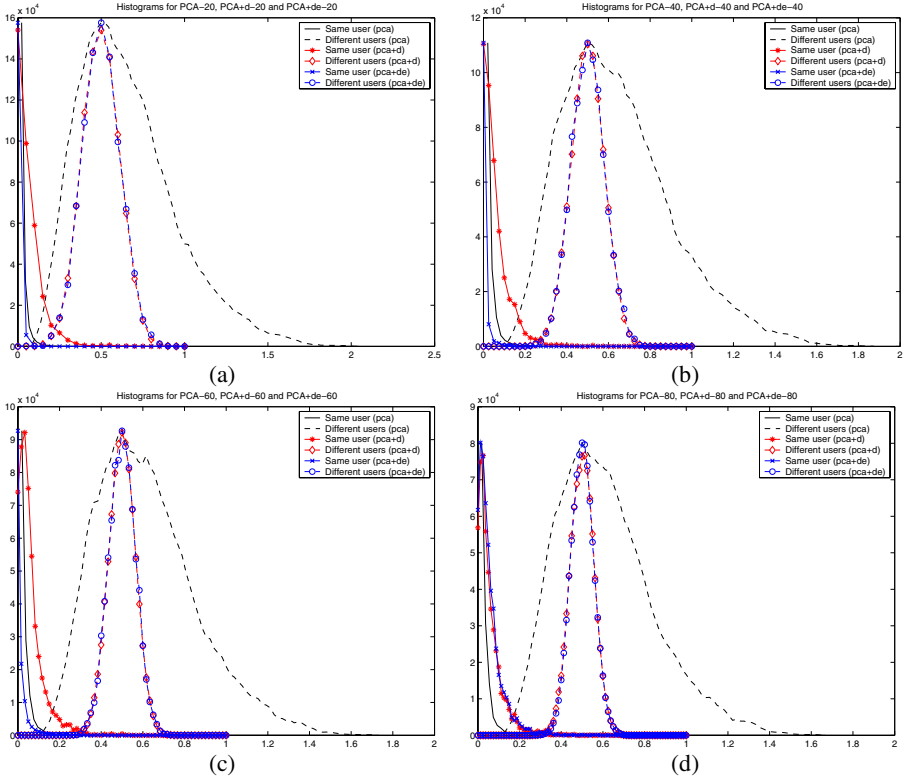 Histograms for PCA−20, PCA+d−20 and PCA+de−20
x 10^4
16
14
12
10
8
6
4
2
0
0 0.5 1 1.5 2 2.5
Same user (pca)
Different users (pca)
Same user (pca+d)
Different users (pca+d)
Same user (pca+de)
Different users (pca+de)
(a)
Histograms for PCA−40, PCA+d−40 and PCA+de−40
x 10^4
12
10
8
6
4
2
0
0 0.2 0.4 0.6 0.8 1 1.2 1.4 1.6 1.8 2
Same user (pca)
Different users (pca)
Same user (pca+d)
Different users (pca+d)
Same user (pca+de)
Different users (pca+de)
(b)
Histograms for PCA−60, PCA+d−60 and PCA+de−60
x 10^4
10
9
8
7
6
5
4
3
2
1
0
0 0.2 0.4 0.6 0.8 1 1.2 1.4 1.6 1.8 2
Same user (pca)
Different users (pca)
Same user (pca+d)
Different users (pca+d)
Same user (pca+de)
Different users (pca+de)
(c)
Histograms for PCA−80, PCA+d−80 and PCA+de−80
x 10^4
9
8
7
6
5
4
3
2
1
0
0 0.2 0.4 0.6 0.8 1 1.2 1.4 1.6 1.8 2
Same user (pca)
Different users (pca)
Same user (pca+d)
Different users (pca+d)
Same user (pca+de)
Different users (pca+de)
(d)